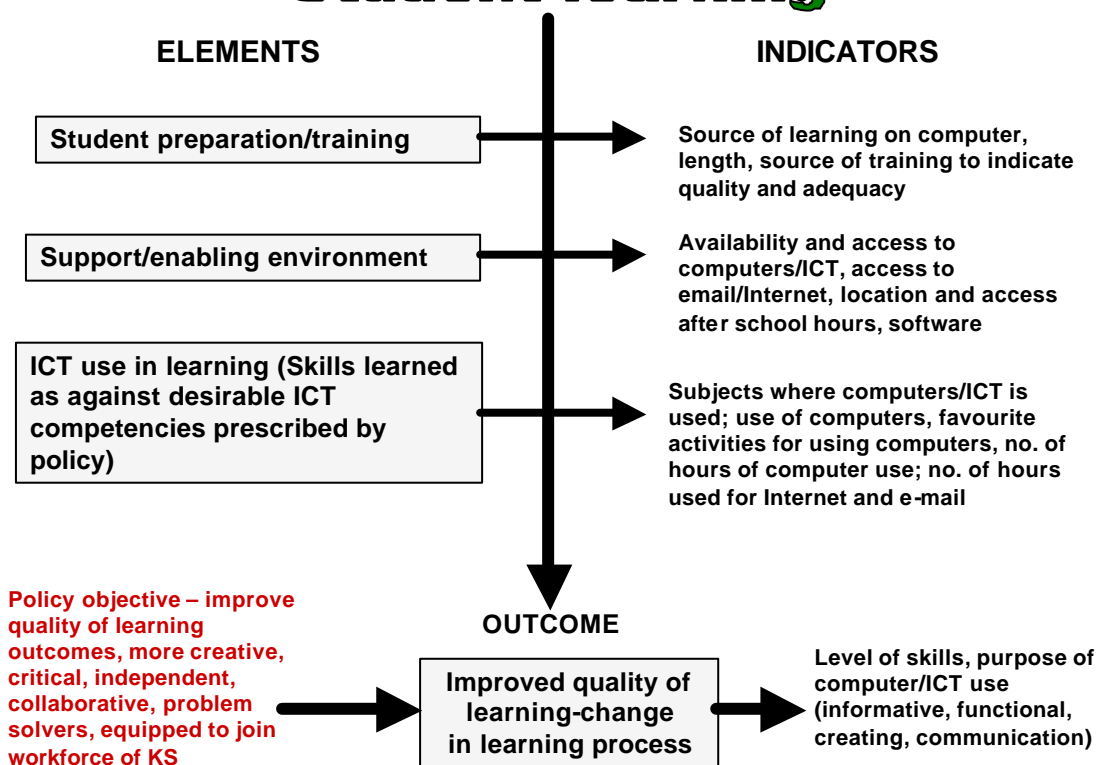 Student learning
ELEMENTS
INDICATORS
Student preparation/training
Source of learning on computer,
length, source of training to indicate
quality and adequacy
Support/enabling environment
Availability and access to
computers/ICT, access to
email/Internet, location and access
after school hours, software
ICT use in learning (Skills learned
as against desirable ICT
competencies prescribed by
policy)
Subjects where computers/ICT is
used; use of computers, favourite
activities for using computers, no. of
hours of computer use; no. of hours
used for Internet and e-mail
Policy objective – improve
quality of learning
outcomes, more creative,
critical, independent,
collaborative, problem
solvers, equipped to join
workforce of KS
OUTCOME
Improved quality of
learning-change
in learning process
Level of skills, purpose of
computer/ICT use
(informative, functional,
creating, communication)